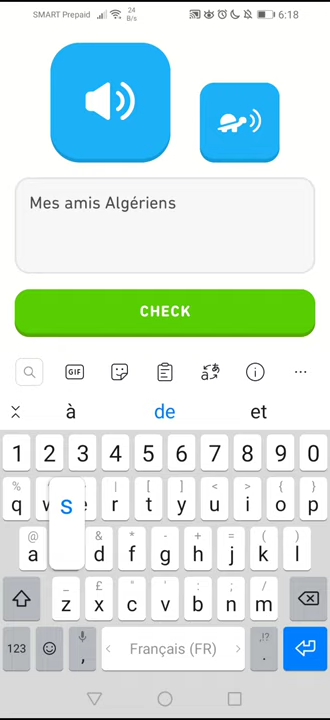 SMART Prepaid 24 B/s 6:18
Mes amis Algériens
CHECK
GIF
à de et
1 2 3 4 5 6 7 8 9 0
% \ | [ ] < > { }
q w e r t y u i o p
s
@ & * - + = ( )
a d f g h j k l
_ £ " ' : ; /
z x c v b n m
,!?
123 , Français (FR) .